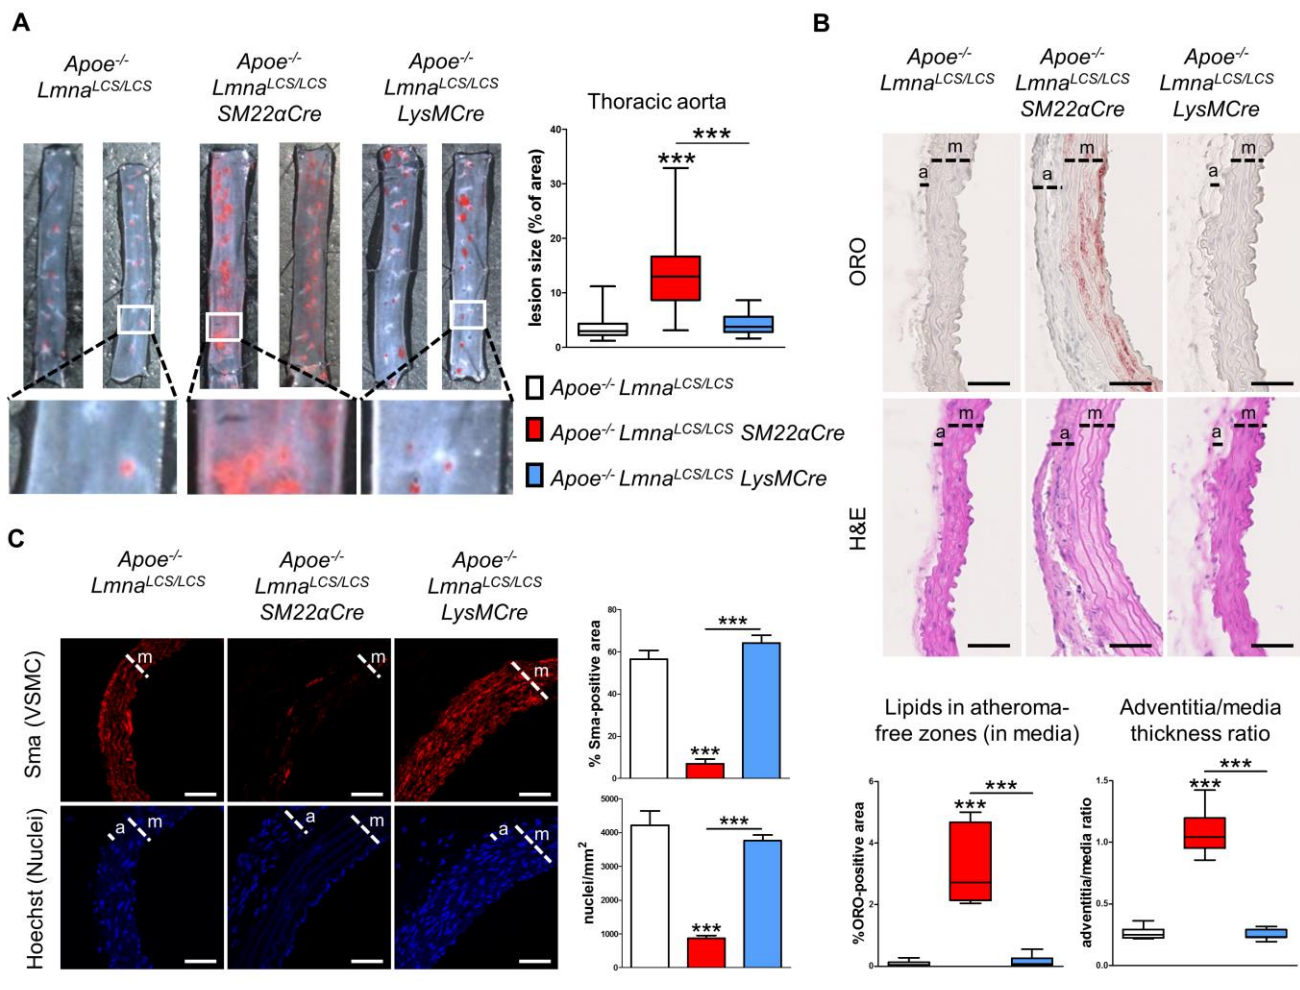 A
Apoe-/-
LmnaLCS/LCS
Apoe-/-
LmnaLCS/LCS
SM22αCre
Apoe-/-
LmnaLCS/LCS
LysMCre
Thoracic aorta
lesion size (% of area)
40
30
20
10
0
***
***
Apoe-/- LmnaLCS/LCS
Apoe-/- LmnaLCS/LCS SM22αCre
Apoe-/- LmnaLCS/LCS LysMCre
B
Apoe-/-
LmnaLCS/LCS
Apoe-/-
LmnaLCS/LCS
SM22αCre
Apoe-/-
LmnaLCS/LCS
LysMCre
ORO
m
a
m
a
m
a
H&E
m
a
m
a
m
a
Lipids in atheroma-
free zones (in media)
%ORO-positive area
6
4
2
0
***
***
Adventitia/media
thickness ratio
adventitia/media ratio
1.5
1.0
0.5
0.0
***
***
C
Apoe-/-
LmnaLCS/LCS
Apoe-/-
LmnaLCS/LCS
SM22αCre
Apoe-/-
LmnaLCS/LCS
LysMCre
Sma (VSMC)
m
m
m
% Sma-positive area
80
60
40
20
0
***
***
Hoechst (Nuclei)
a
m
a
m
a
m
nuclei/mm2
5000
4000
3000
2000
1000
0
***
***